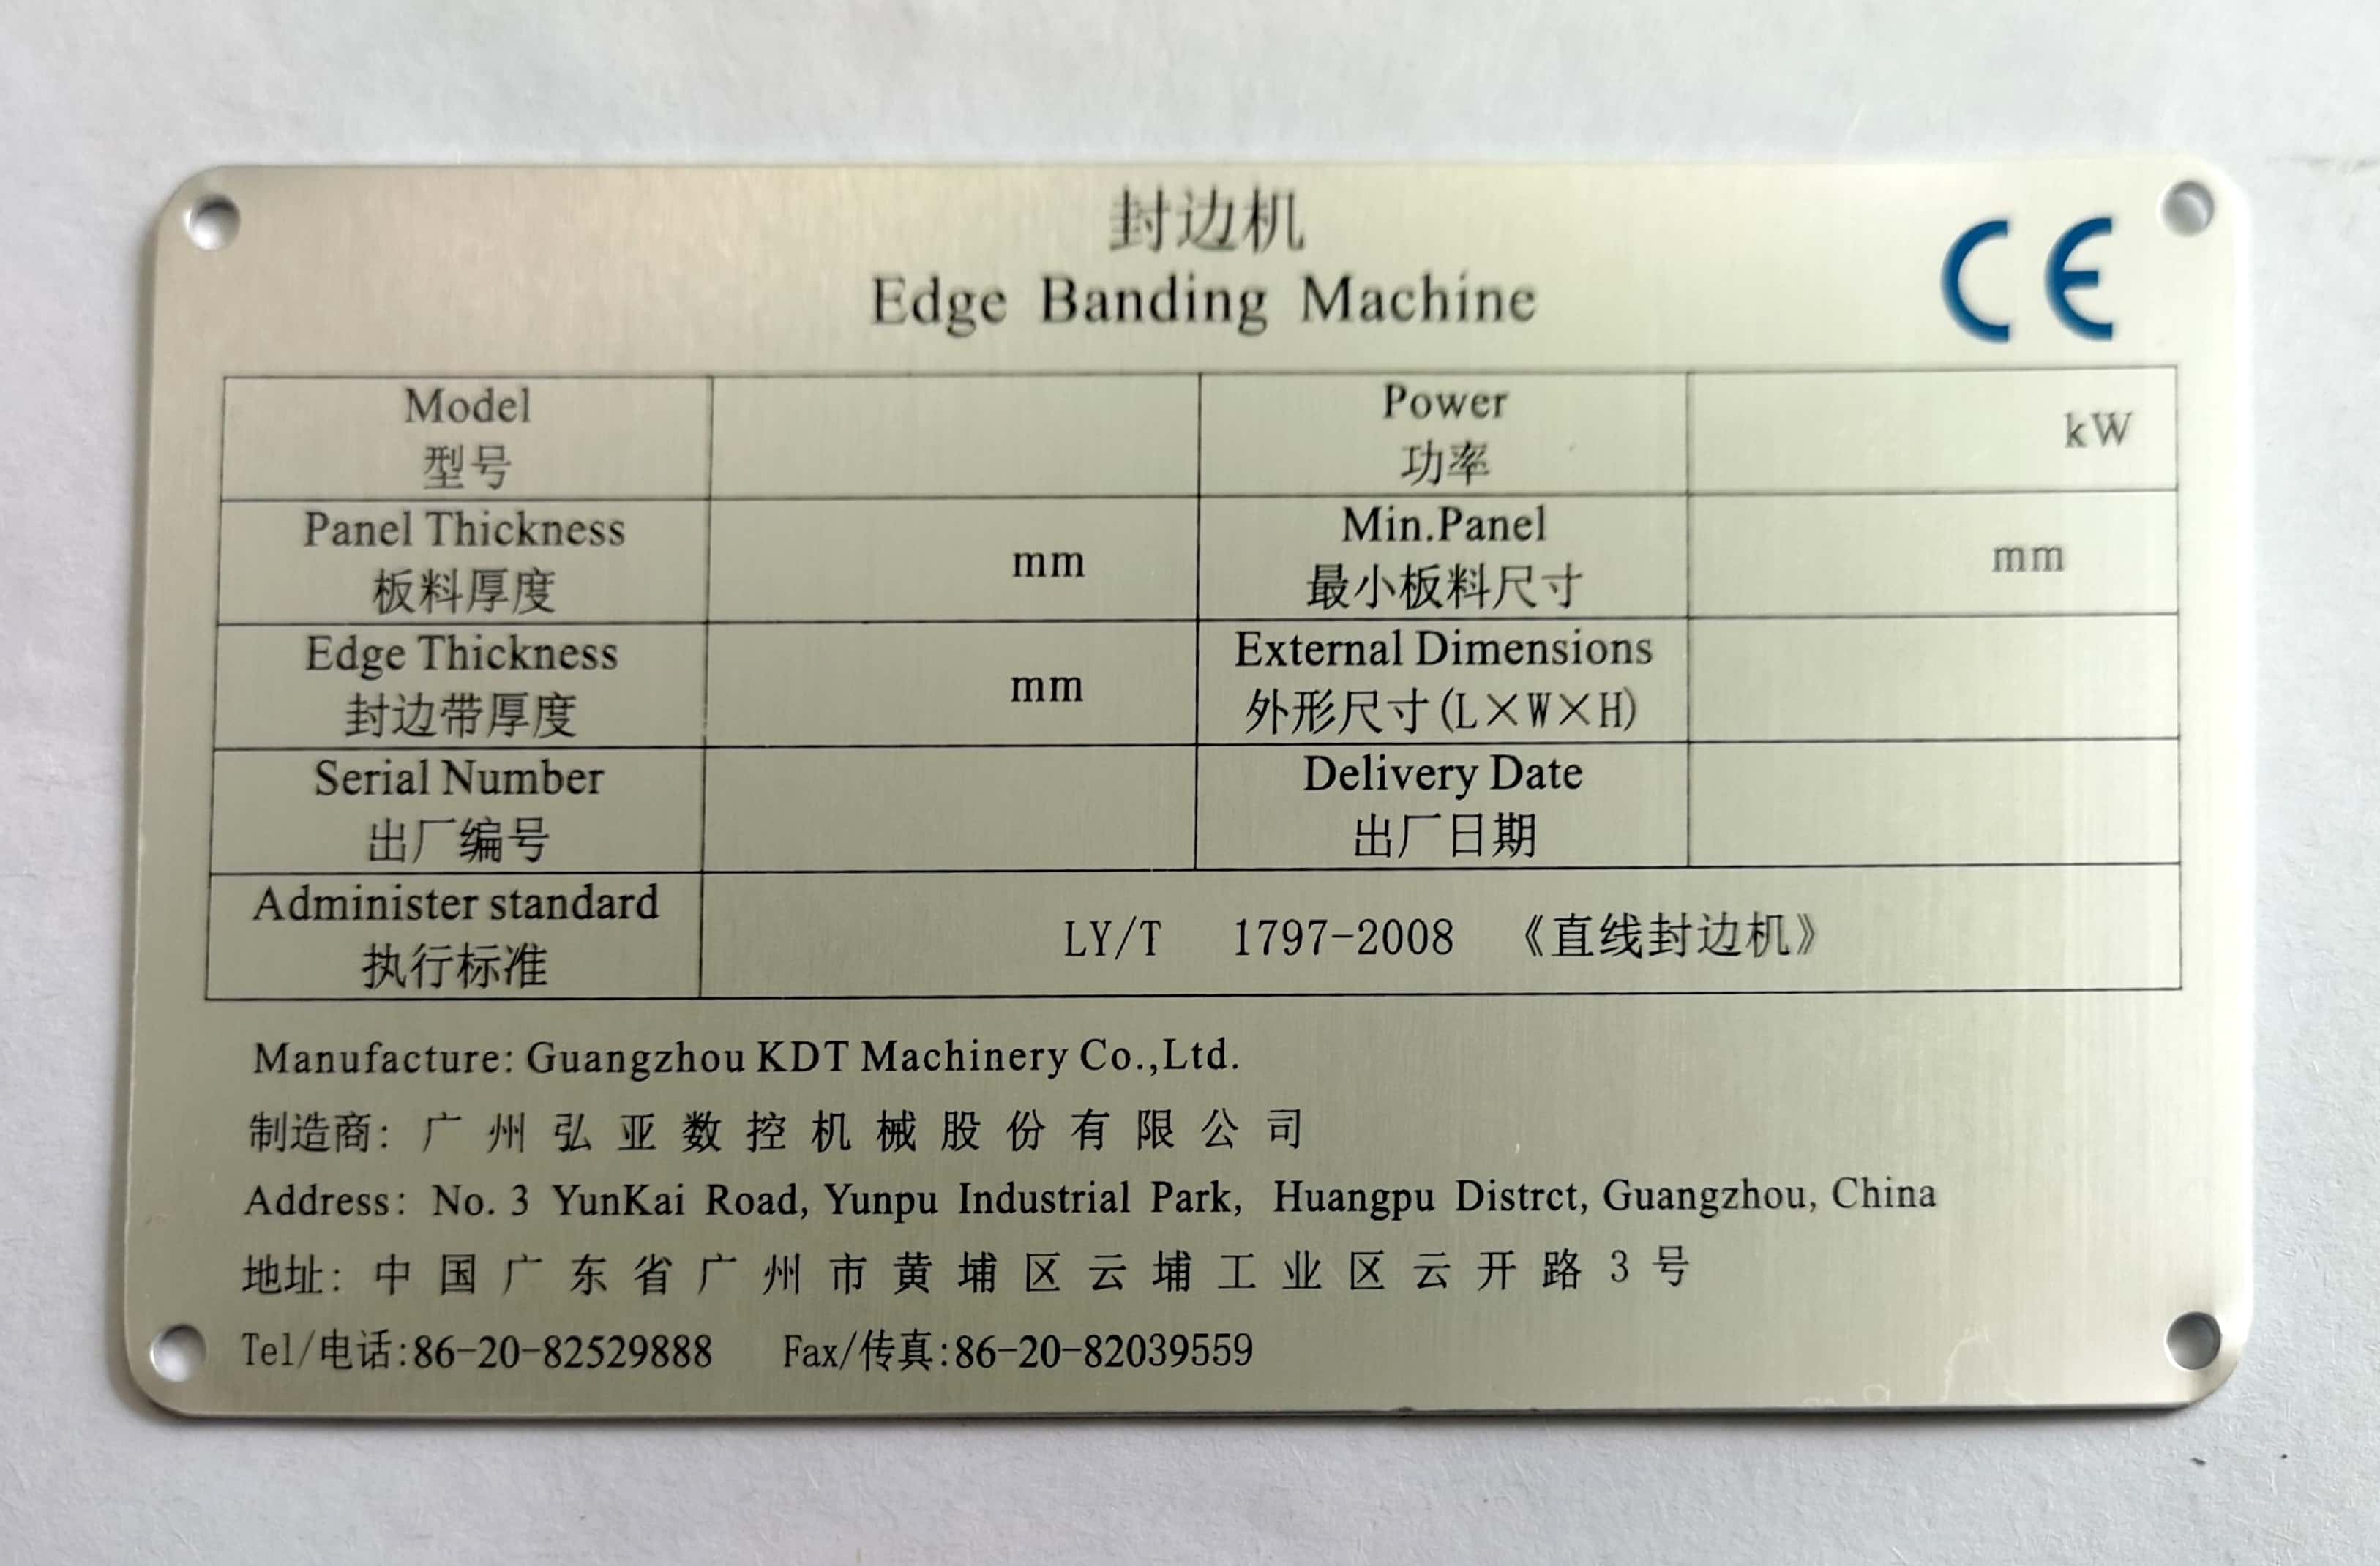 封边机
Edge Banding Machine
CE
Model
型号
Power
功率
kW
Panel Thickness
板料厚度
mm
Min.Panel
最小板料尺寸
mm
Edge Thickness
封边带厚度
mm
External Dimensions
外形尺寸(L×W×H)
Serial Number
出厂编号
Delivery Date
出厂日期
Administer standard
执行标准
LY/T 1797-2008 《直线封边机》
Manufacture: Guangzhou KDT Machinery Co.,Ltd.
制造商: 广州弘亚数控机械股份有限公司
Address: No. 3 YunKai Road, Yunpu Industrial Park, Huangpu Distrct, Guangzhou, China
地址: 中国广东省广州市黄埔区云埔工业区云开路3号
Tel/电话:86-20-82529888 Fax/传真:86-20-82039559